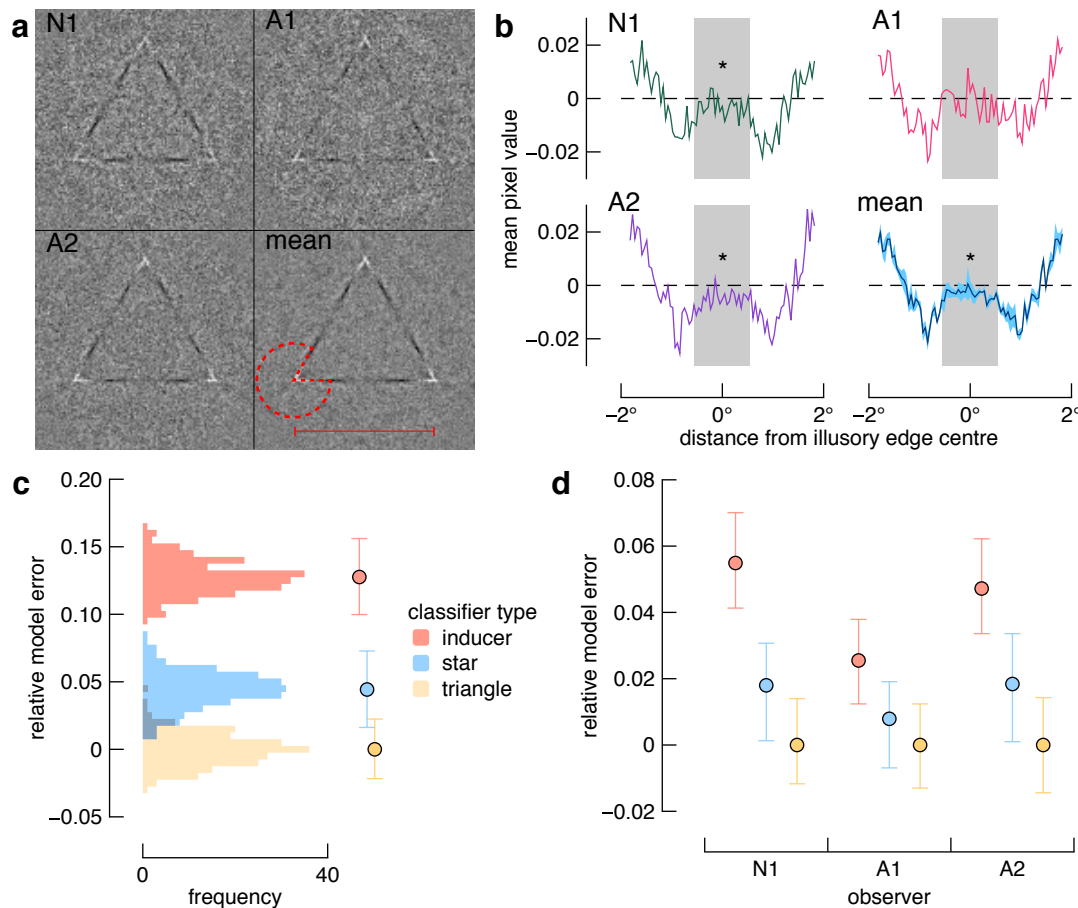 a
N1
A1
A2
mean
b
N1
A1
0.02
0
−0.02
*
A2
mean
0.02
0
−0.02
*
*
mean pixel value
−2° 0° 2° −2° 0° 2°
distance from illusory edge centre
c
0.20
0.15
0.10
0.05
0
−0.05
relative model error
0 40
frequency
classifier type
inducer
star
triangle
d
0.08
0.06
0.04
0.02
0
−0.02
relative model error
N1 A1 A2
observer